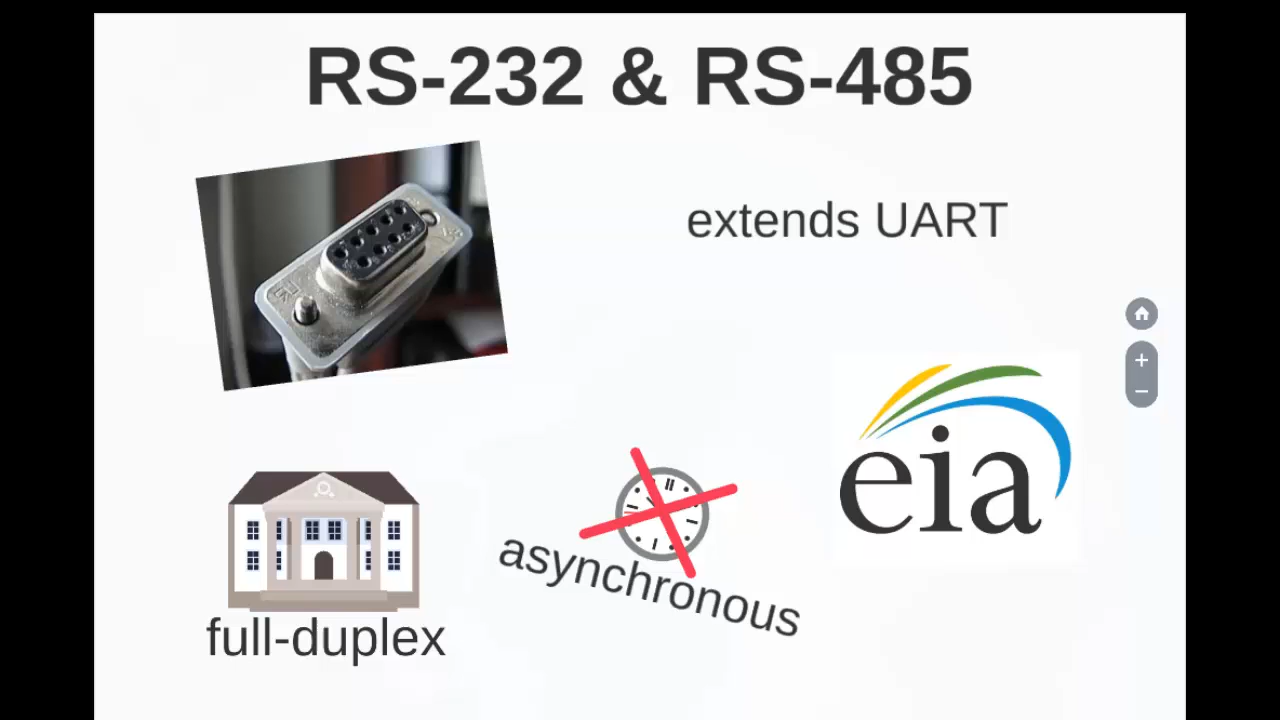 RS-232 & RS-485
extends UART
eia
asynchronous
full-duplex